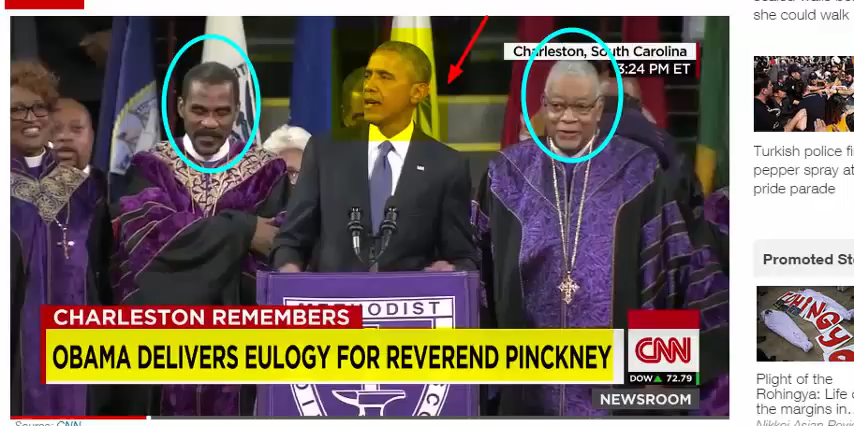 she could walk
Charleston, South Carolina
3:24 PM ET
Turkish police fi
pepper spray at
pride parade
Promoted Sto
METHODIST
CHARLESTON REMEMBERS
OBAMA DELIVERS EULOGY FOR REVEREND PINCKNEY
CNN
DOW ▲ 72.79
NEWSROOM
Plight of the
Rohingya: Life
the margins in...
Source: CNN
Nikkei Asian